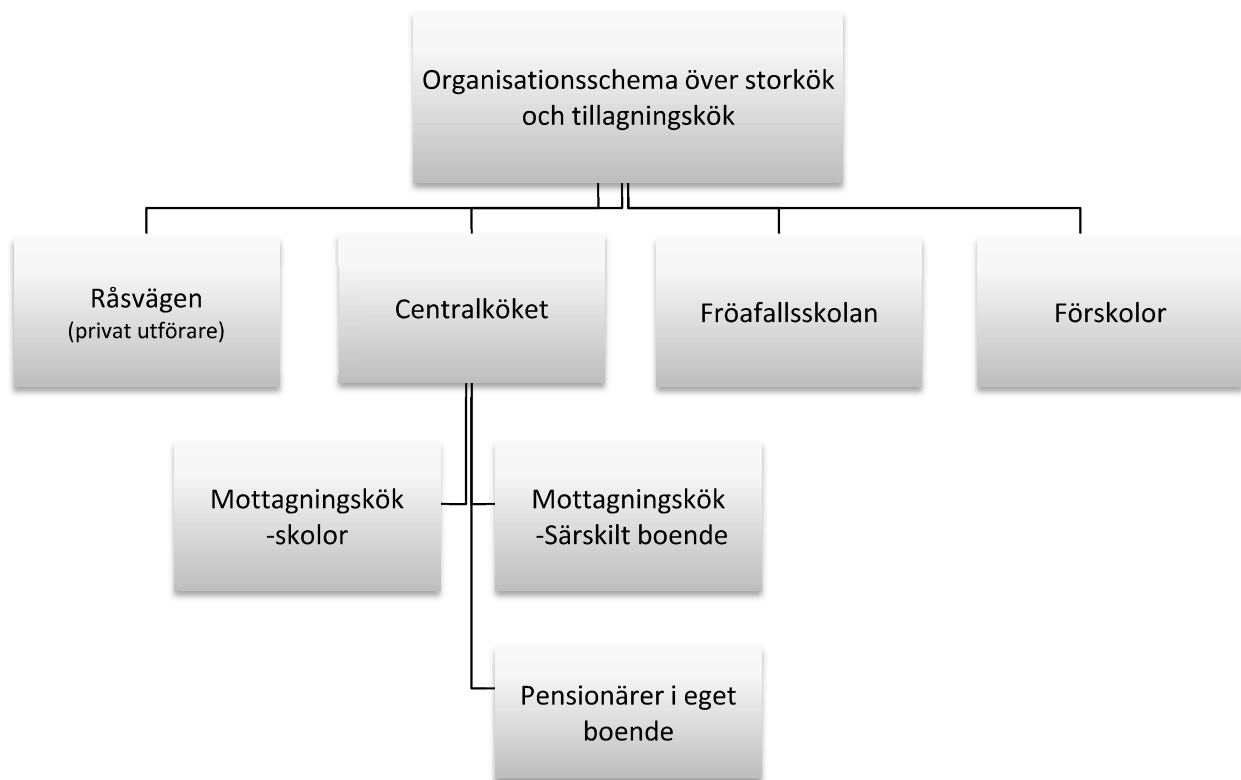 Organisationsschema över storkök
och tillagningskök
Råsvägen
(privat utförare)
Centralköket
Fröafallsskolan
Förskolor
Mottagningskök
-skolor
Mottagningskök
-Särskilt boende
Pensionärer i eget
boende